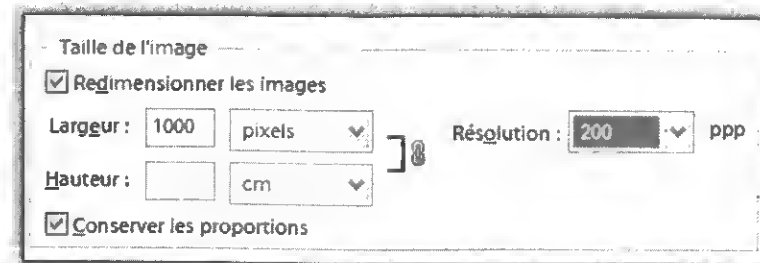 Taille de l'image
Redimensionner les images
Largeur : 1000 pixels Résolution : 200 ppp
Hauteur : cm
Conserver les proportions